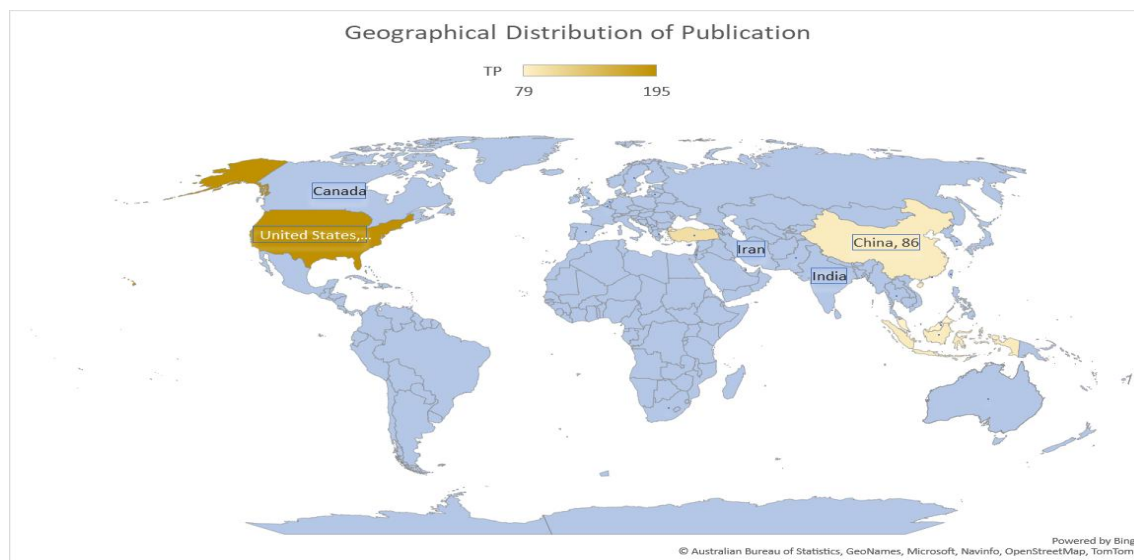 Geographical Distribution of Publication
TP
79 195
Canada
United States,...
China, 86
Iran
India
Powered by Bing
© Australian Bureau of Statistics, GeoNames, Microsoft, Navinfo, OpenStreetMap, TomTom